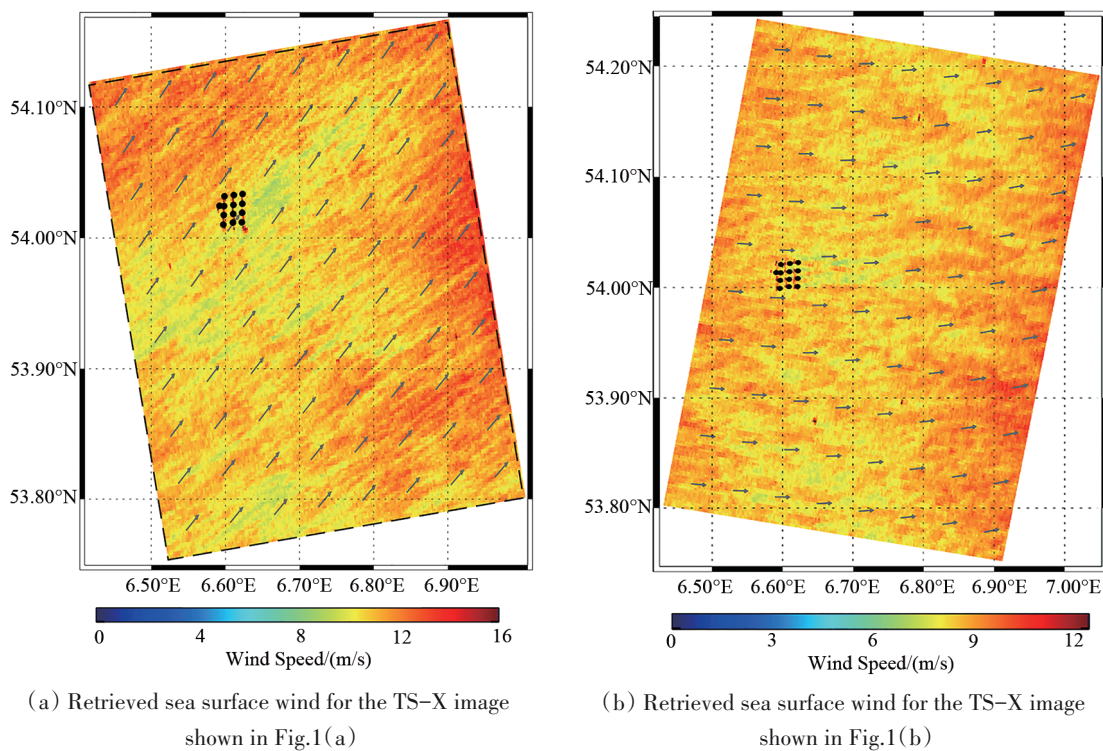 54.10°N
54.00°N
53.90°N
53.80°N
6.50°E 6.60°E 6.70°E 6.80°E 6.90°E
0 4 8 12 16
Wind Speed/(m/s)
(a) Retrieved sea surface wind for the TS-X image
shown in Fig.1(a)
54.20°N
54.10°N
54.00°N
53.90°N
53.80°N
6.50°E 6.60°E 6.70°E 6.80°E 6.90°E 7.00°E
0 3 6 9 12
Wind Speed/(m/s)
(b) Retrieved sea surface wind for the TS-X image
shown in Fig.1(b)